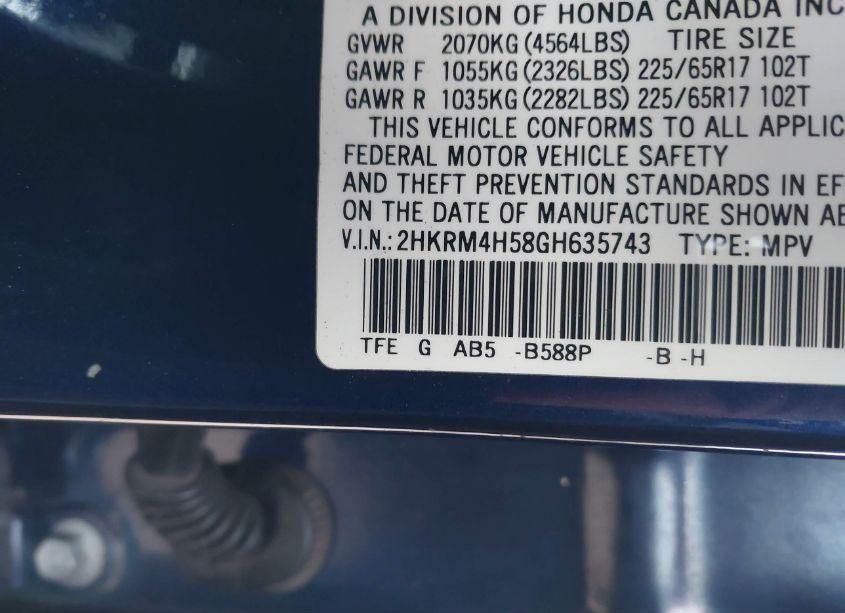 A DIVISION OF HONDA CANADA INC
GVWR 2070KG (4564LBS) TIRE SIZE
GAWR F 1055KG (2326LBS) 225/65R17 102T
GAWR R 1035KG (2282LBS) 225/65R17 102T
THIS VEHICLE CONFORMS TO ALL APPLIC
FEDERAL MOTOR VEHICLE SAFETY
AND THEFT PREVENTION STANDARDS IN EF
ON THE DATE OF MANUFACTURE SHOWN AB
V.I.N.: 2HKRM4H58GH635743 TYPE: MPV
TFE G AB5 -B588P -B -H